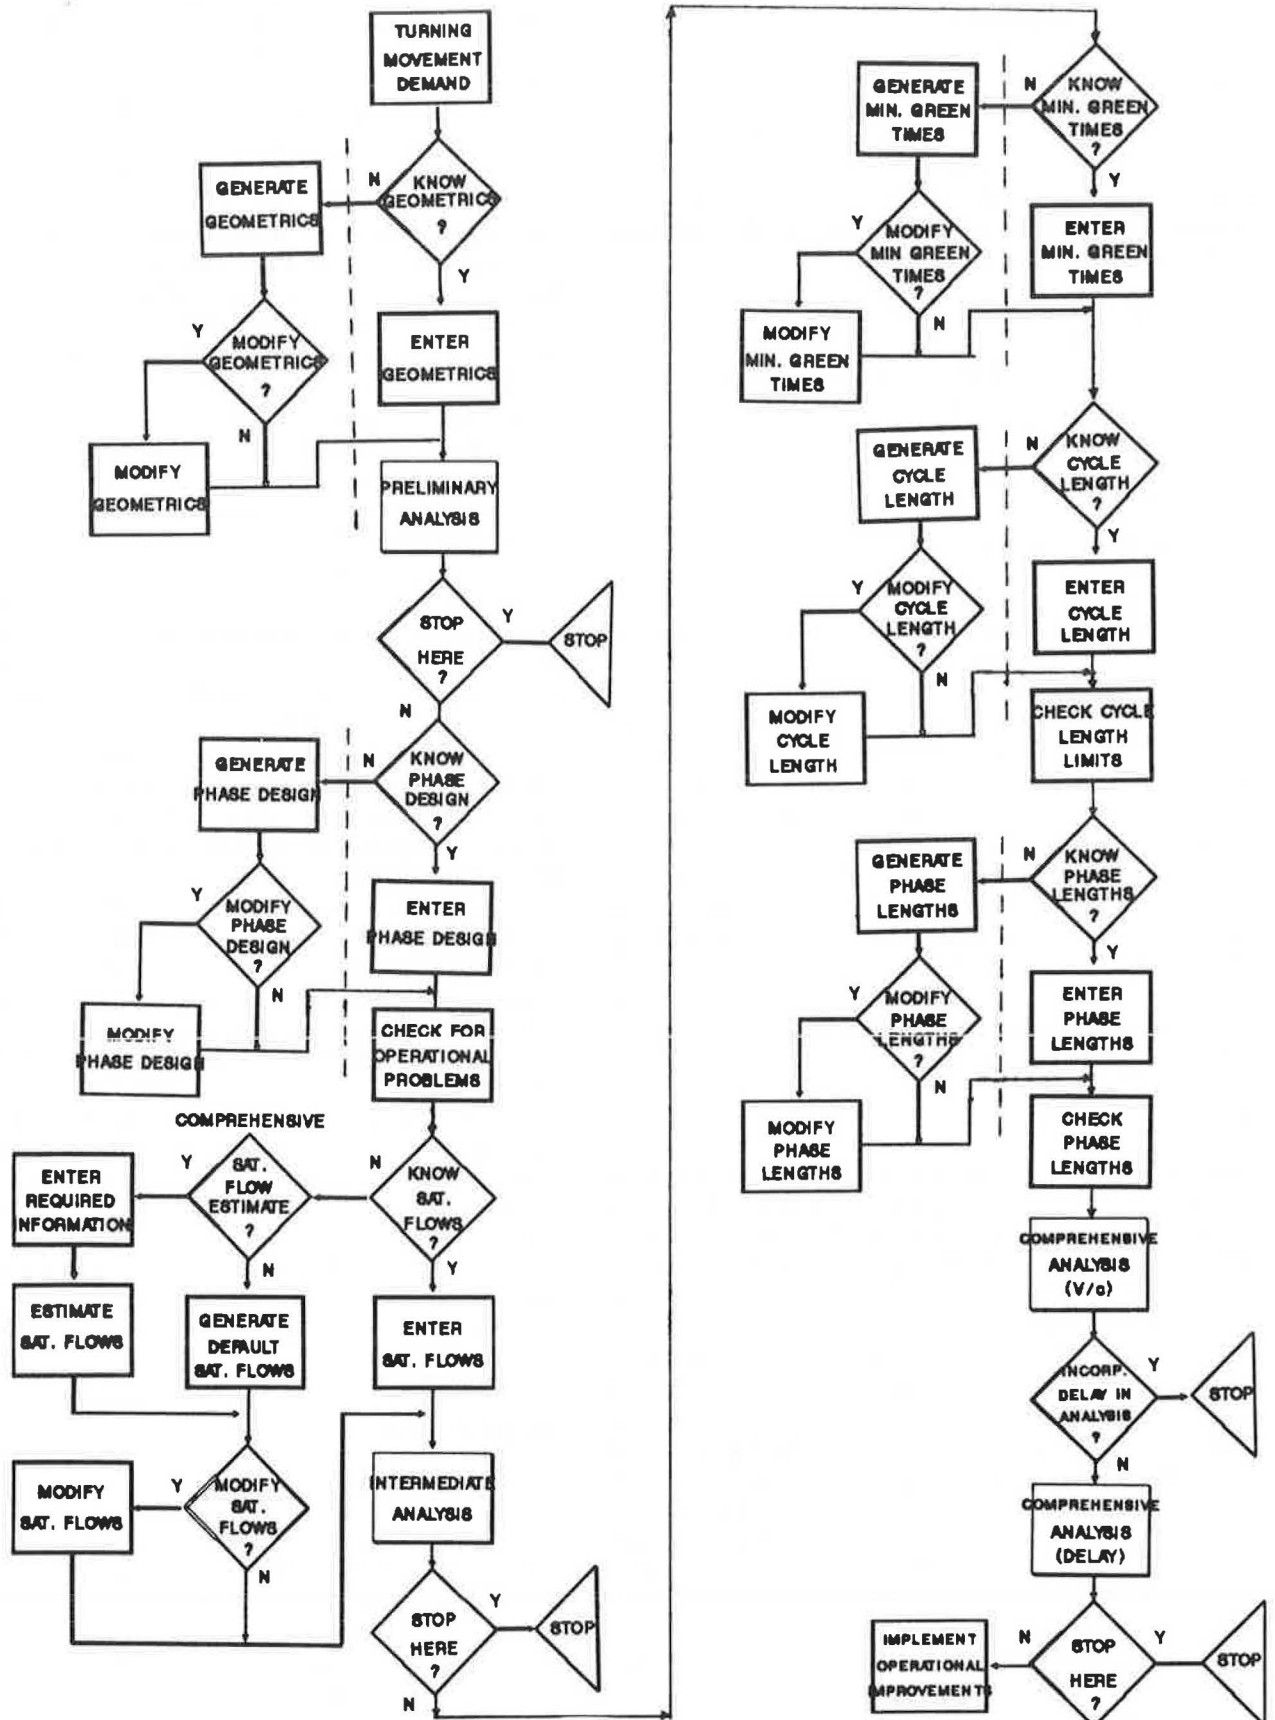 TURNING
MOVEMENT
DEMAND
KNOW
GEOMETRICS
?
N
Y
GENERATE
GEOMETRICS
MODIFY
GEOMETRICS
?
Y
N
MODIFY
GEOMETRICS
ENTER
GEOMETRICS
PRELIMINARY
ANALYSIS
STOP
HERE
?
Y
STOP
N
KNOW
PHASE
DESIGN
?
N
Y
GENERATE
PHASE DESIGN
MODIFY
PHASE
DESIGN
?
Y
N
MODIFY
PHASE DESIGN
ENTER
PHASE DESIGN
CHECK FOR
OPERATIONAL
PROBLEMS
KNOW
SAT.
FLOWS
?
N
Y
COMPREHENSIVE
SAT.
FLOW
ESTIMATE
?
Y
N
ENTER
REQUIRED
INFORMATION
ESTIMATE
SAT. FLOWS
GENERATE
DEFAULT
SAT. FLOWS
ENTER
SAT. FLOWS
MODIFY
SAT.
FLOWS
?
Y
N
MODIFY
SAT. FLOWS
INTERMEDIATE
ANALYSIS
STOP
HERE
?
Y
STOP
N
KNOW
MIN. GREEN
TIMES
?
N
Y
GENERATE
MIN. GREEN
TIMES
MODIFY
MIN GREEN
TIMES
?
Y
N
MODIFY
MIN. GREEN
TIMES
ENTER
MIN. GREEN
TIMES
KNOW
CYCLE
LENGTH
?
N
Y
GENERATE
CYCLE
LENGTH
MODIFY
CYCLE
LENGTH
?
Y
N
MODIFY
CYCLE
LENGTH
ENTER
CYCLE
LENGTH
CHECK CYCLE
LENGTH
LIMITS
KNOW
PHASE
LENGTHS
?
N
Y
GENERATE
PHASE
LENGTHS
MODIFY
PHASE
LENGTHS
?
Y
N
MODIFY
PHASE
LENGTHS
ENTER
PHASE
LENGTHS
CHECK
PHASE
LENGTHS
COMPREHENSIVE
ANALYSIS
(V/c)
INCORP.
DELAY IN
ANALYSIS
?
Y
STOP
N
COMPREHENSIVE
ANALYSIS
(DELAY)
STOP
HERE
?
Y
STOP
N
IMPLEMENT
OPERATIONAL
IMPROVEMENTS